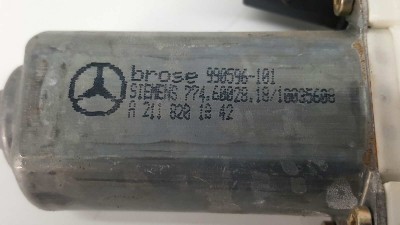 brose 990596-101
SIEMENS 774.60028.18/10035608
A 211 820 18 42